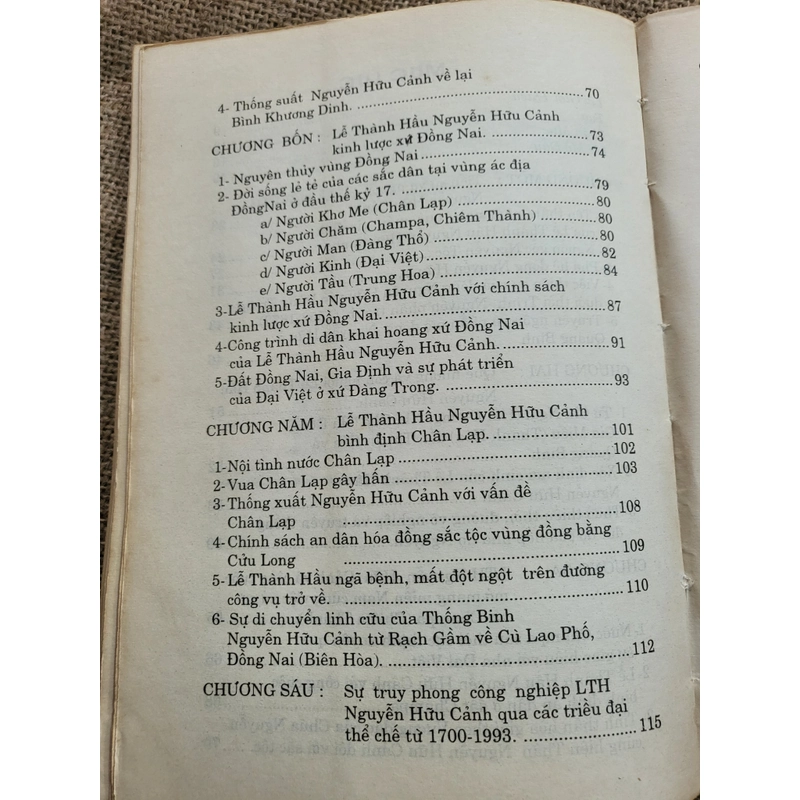 4- Thống suất Nguyễn Hữu Cảnh về lại
Bình Khương Dinh. ........................................ 70
CHƯƠNG BỐN : Lễ Thành Hầu Nguyễn Hữu Cảnh
kinh lược xứ Đồng Nai. .................... 73
1- Nguyên thủy vùng Đồng Nai .............................. 74
2- Đời sống lẻ tẻ của các sắc dân tại vùng ác địa
ĐồngNai ở đầu thế kỷ 17. .................................. 79
a/ Người Khơ Me (Chân Lạp) ......................... 80
b/ Người Chăm (Champa, Chiêm Thành) ......... 80
c/ Người Man (Đàng Thổ) .............................. 80
d/ Người Kinh (Đại Việt) ................................ 82
e/ Người Tầu (Trung Hoa) .............................. 84
3-Lễ Thành Hầu Nguyễn Hữu Cảnh với chính sách
kinh lược xứ Đồng Nai. ..................................... 87
4-Công trình di dân khai hoang xứ Đồng Nai
của Lễ Thành Hầu Nguyễn Hữu Cảnh. ................ 91
5-Đất Đồng Nai, Gia Định và sự phát triển
của Đại Việt ở xứ Đàng Trong. .......................... 93
CHƯƠNG NĂM : Lễ Thành Hầu Nguyễn Hữu Cảnh
bình định Chân Lạp. ..................... 101
1-Nội tình nước Chân Lạp .................................. 102
2-Vua Chân Lạp gây hấn ................................... 103
3-Thống xuất Nguyễn Hữu Cảnh với vấn đề
Chân Lạp ........................................ 108
4-Chính sách an dân hóa đồng sắc tộc vùng đồng bằng
Cửu Long ........................................ 109
5-Lễ Thành Hầu ngã bệnh, mất đột ngột trên đường
công vụ trở về. ............................................. 110
6- Sự di chuyển linh cữu của Thống Binh
Nguyễn Hữu Cảnh từ Rạch Gầm về Cù Lao Phố,
Đồng Nai (Biên Hòa). ..................................... 112
CHƯƠNG SÁU : Sự truy phong công nghiệp LTH
Nguyễn Hữu Cảnh qua các triều đại
thể chế từ 1700-1993. .................... 115